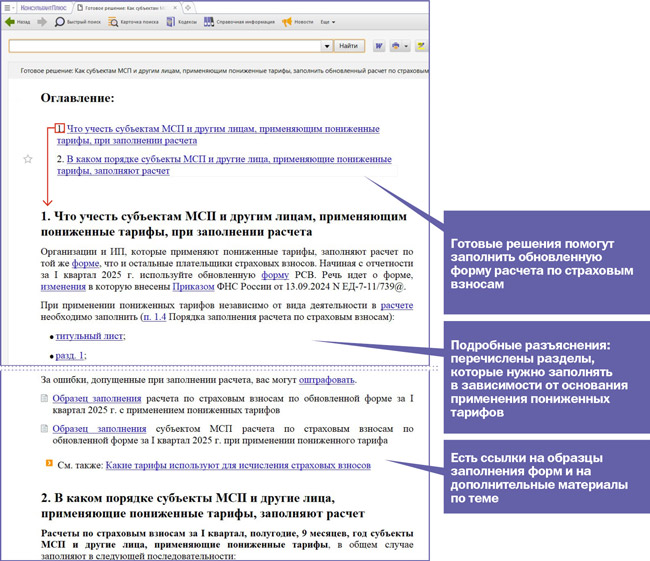 КонсультантПлюс
Готовое решение: Как субъектам МСП и
Назад
Быстрый поиск
Карточка поиска
Кодексы
Справочная информация
Новости
Еще
Найти
Готовое решение: Как субъектам МСП и другим лицам, применяющим пониженные тарифы, заполнить обновленный расчет по страховым
Оглавление:
1. Что учесть субъектам МСП и другим лицам, применяющим пониженные
тарифы, при заполнении расчета
2. В каком порядке субъекты МСП и другие лица, применяющие пониженные
тарифы, заполняют расчет
1. Что учесть субъектам МСП и другим лицам, применяющим
пониженные тарифы, при заполнении расчета
Организации и ИП, которые применяют пониженные тарифы, заполняют расчет по
той же форме, что и остальные плательщики страховых взносов. Начиная с отчетности
за I квартал 2025 г. используйте обновленную форму РСВ. Речь идет о форме,
изменения в которую внесены Приказом ФНС России от 13.09.2024 N ЕД-7-11/739@.
При применении пониженных тарифов независимо от вида деятельности в расчете
необходимо заполнить (п. 1.4 Порядка заполнения расчета по страховым взносам):
титульный лист;
разд. 1;
За ошибки, допущенные при заполнении расчета, вас могут оштрафовать.
Образец заполнения расчета по страховым взносам по обновленной форме за I
квартал 2025 г. с применением пониженных тарифов
Образец заполнения субъектом МСП расчета по страховым взносам по
обновленной форме за I квартал 2025 г. при применении пониженного тарифа
См. также: Какие тарифы используют для исчисления страховых взносов
2. В каком порядке субъекты МСП и другие лица,
применяющие пониженные тарифы, заполняют расчет
Расчеты по страховым взносам за I квартал, полугодие, 9 месяцев, год субъекты
МСП и другие лица, применяющие пониженные тарифы, в общем случае
заполняют в следующей последовательности:
Готовые решения помогут
заполнить обновленную
форму расчета по страховым
взносам
Подробные разъяснения:
перечислены разделы,
которые нужно заполнять
в зависимости от основания
применения пониженных
тарифов
Есть ссылки на образцы
заполнения форм и на
дополнительные материалы
по теме